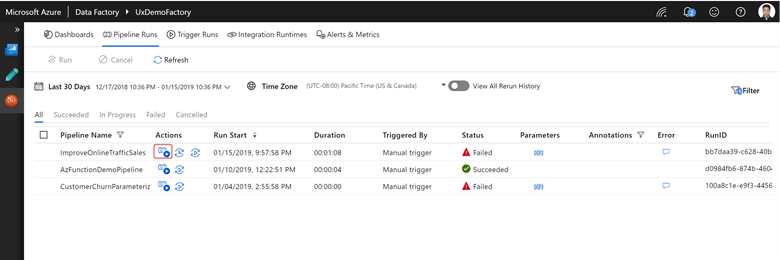 Microsoft Azure Data Factory > UxDemoFactory 2 ?
» Dashboards Pipeline Runs Trigger Runs Integration Runtimes Alerts & Metrics
Run Cancel Refresh
Last 30 Days 12/17/2018 10:36 PM - 01/15/2019 10:36 PM Time Zone (UTC-08:00) Pacific Time (US & Canada) View All Rerun History Filter
All Succeeded In Progress Failed Cancelled
Pipeline Name Actions Run Start Duration Triggered By Status Parameters Annotations Error RunID
ImproveOnlineTrafficSales 01/15/2019, 9:57:58 PM 00:01:08 Manual trigger Failed [@] bb7daa39-c628-40b
AzFunctionDemoPipeline 01/10/2019, 12:22:51 PM 00:00:04 Manual trigger Succeeded d0984fb6-874b-460
CustomerChurnParameteriz 01/04/2019, 2:55:58 PM 00:00:00 Manual trigger Failed [@] 100a8c1e-e9f3-4456